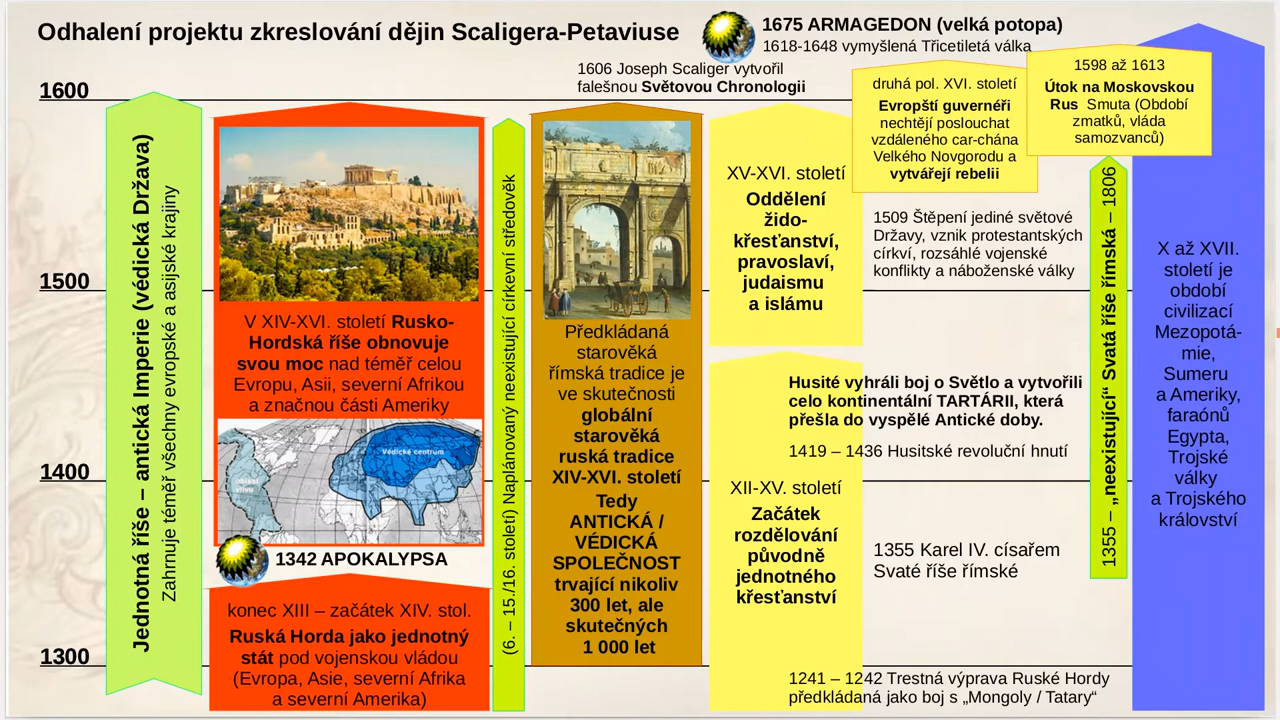 Odhalení projektu zkreslování dějin Scaligera-Petaviuse
1675 ARMAGEDON (velká potopa)
1618-1648 vymyšlená Třicetiletá válka
1606 Joseph Scaliger vytvořil
falešnou Světovou Chronologii
1600
1500
1400
1300
Jednotná říše – antická Imperie (védická Država)
Zahrnuje téměř všechny evropské a asijské krajiny
V XIV-XVI. století Rusko-
Hordská říše obnovuje
svou moc nad téměř celou
Evropu, Asii, severní Afrikou
a značnou části Ameriky
Védické centrum
oblast
vlivu
1342 APOKALYPSA
konec XIII – začátek XIV. stol.
Ruská Horda jako jednotný
stát pod vojenskou vládou
(Evropa, Asie, severní Afrika
a severní Amerika)
(6. – 15./16. století) Naplánovaný neexistující církevní středověk
Předkládaná
starověká
římská tradice je
ve skutečnosti
globální
starověká
ruská tradice
XIV-XVI. století
Tedy
ANTICKÁ /
VÉDICKÁ
SPOLEČNOST
trvající nikoliv
300 let, ale
skutečných
1 000 let
XV-XVI. století
Oddělení
žido-
křesťanství,
pravoslaví,
judaismu
a islámu
druhá pol. XVI. století
Evropští guvernéři
nechtějí poslouchat
vzdáleného car-chána
Velkého Novgorodu a
vytvářejí rebelii
1598 až 1613
Útok na Moskovskou
Rus Smuta (Období
zmatků, vláda
samozvanců)
1509 Štěpení jediné světové
Državy, vznik protestantských
církví, rozsáhlé vojenské
konflikty a náboženské války
Husité vyhráli boj o Světlo a vytvořili
celo kontinentální TARTÁRII, která
přešla do vyspělé Antické doby.
1419 – 1436 Husitské revoluční hnutí
XII-XV. století
Začátek
rozdělování
původně
jednotného
křesťanství
1355 Karel IV. císařem
Svaté říše římské
1241 – 1242 Trestná výprava Ruské Hordy
předkládaná jako boj s „Mongoly / Tatary“
1355 – „neexistující“ Svatá říše římská – 1806
X až XVII.
století je
období
civilizací
Mezopotá-
mie,
Sumeru
a Ameriky,
faraónů
Egypta,
Trojské
války
a Trojského
království